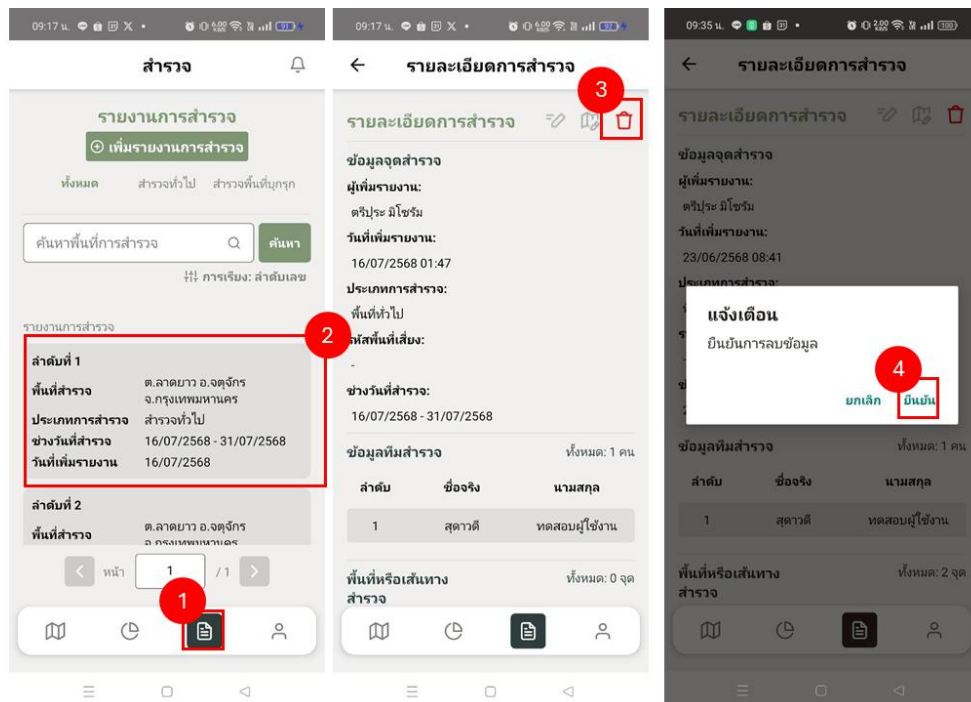 09:17 น.
สำรวจ
รายงานการสำรวจ
เพิ่มรายงานการสำรวจ
ทั้งหมด สำรวจทั่วไป สำรวจพื้นที่บุกรุก
ค้นหาพื้นที่การสำรวจ ค้นหา
การเรียง: ลำดับเลข
รายงานการสำรวจ
2
ลำดับที่ 1
พื้นที่สำรวจ ต.ลาดยาว อ.จตุจักร
จ.กรุงเทพมหานคร
ประเภทการสำรวจ สำรวจทั่วไป
ช่วงวันที่สำรวจ 16/07/2568 - 31/07/2568
วันที่เพิ่มรายงาน 16/07/2568
ลำดับที่ 2
พื้นที่สำรวจ ต.ลาดยาว อ.จตุจักร
จ.กรุงเทพมหานคร
หน้า 1 / 1
1
09:17 น.
รายละเอียดการสำรวจ
3
รายละเอียดการสำรวจ
ข้อมูลจุดสำรวจ
ผู้เพิ่มรายงาน:
ตรีประ มิโซรัม
วันที่เพิ่มรายงาน:
16/07/2568 01:47
ประเภทการสำรวจ:
พื้นที่ทั่วไป
รหัสพื้นที่เสี่ยง:
-
ช่วงวันที่สำรวจ:
16/07/2568 - 31/07/2568
ข้อมูลทีมสำรวจ ทั้งหมด: 1 คน
ลำดับ ชื่อจริง นามสกุล
1 สุดาวดี ทดสอบผู้ใช้งาน
พื้นที่หรือเส้นทาง ทั้งหมด: 0 จุด
สำรวจ
09:35 น.
รายละเอียดการสำรวจ
รายละเอียดการสำรวจ
ข้อมูลจุดสำรวจ
ผู้เพิ่มรายงาน:
ตรีประ มิโซรัม
วันที่เพิ่มรายงาน:
23/06/2568 08:41
ประเภทการสำรวจ:
แจ้งเตือน
ยืนยันการลบข้อมูล
4
ยกเลิก ยืนยัน
ข้อมูลทีมสำรวจ ทั้งหมด: 1 คน
ลำดับ ชื่อจริง นามสกุล
1 สุดาวดี ทดสอบผู้ใช้งาน
พื้นที่หรือเส้นทาง ทั้งหมด: 2 จุด
สำรวจ